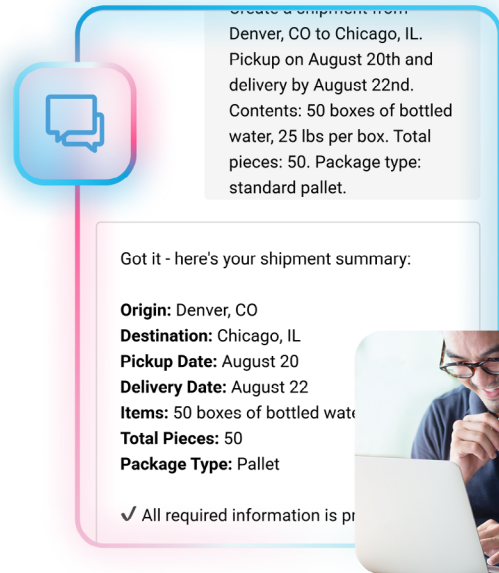 Create a shipment from
Denver, CO to Chicago, IL.
Pickup on August 20th and
delivery by August 22nd.
Contents: 50 boxes of bottled
water, 25 lbs per box. Total
pieces: 50. Package type:
standard pallet.
Got it - here's your shipment summary:
Origin: Denver, CO
Destination: Chicago, IL
Pickup Date: August 20
Delivery Date: August 22
Items: 50 boxes of bottled
Total Pieces: 50
Package Type: Pallet
✓ All required information is